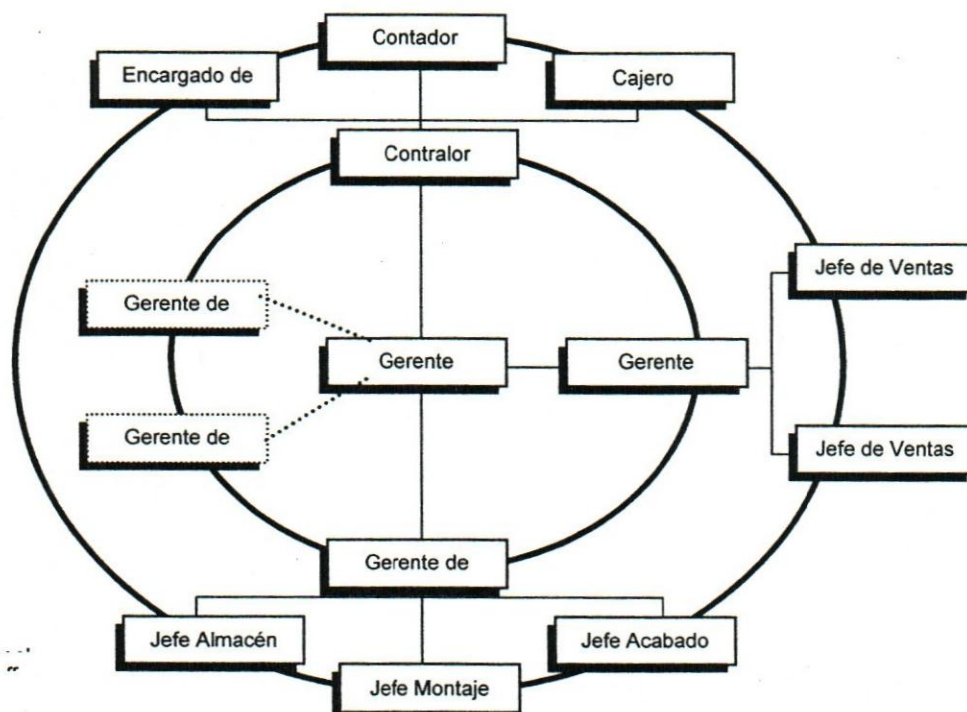 Contador
Encargado de
Cajero
Contralor
Jefe de Ventas
Gerente de
Gerente
Gerente
Gerente de
Jefe de Ventas
Gerente de
Jefe Almacén
Jefe Acabado
Jefe Montaje